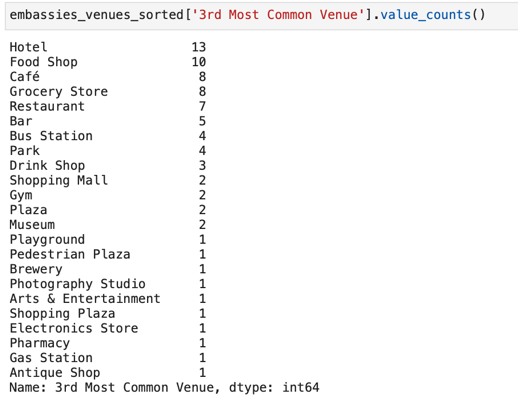 embassies_venues_sorted['3rd Most Common Venue'].value_counts()
Hotel 13
Food Shop 10
Café 8
Grocery Store 8
Restaurant 7
Bar 5
Bus Station 4
Park 4
Drink Shop 3
Shopping Mall 2
Gym 2
Plaza 2
Museum 2
Playground 1
Pedestrian Plaza 1
Brewery 1
Photography Studio 1
Arts & Entertainment 1
Shopping Plaza 1
Electronics Store 1
Pharmacy 1
Gas Station 1
Antique Shop 1
Name: 3rd Most Common Venue, dtype: int64